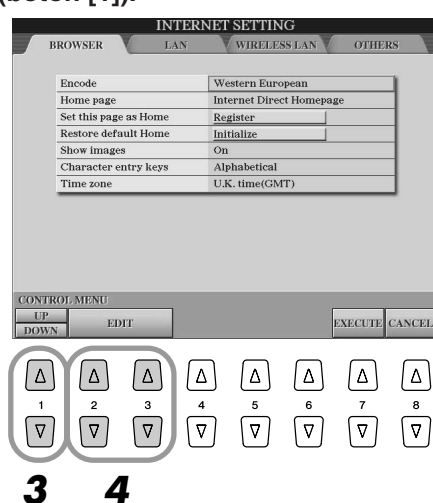 (botón [1]).
INTERNET SETTING
BROWSER LAN WIRELESS LAN OTHERS
Encode Western European
Home page Internet Direct Homepage
Set this page as Home Register
Restore default Home Initialize
Show images On
Character entry keys Alphabetical
Time zone U.K. time(GMT)
CONTROL MENU
UP
DOWN EDIT EXECUTE CANCEL
1 2 3 4 5 6 7 8
3 4